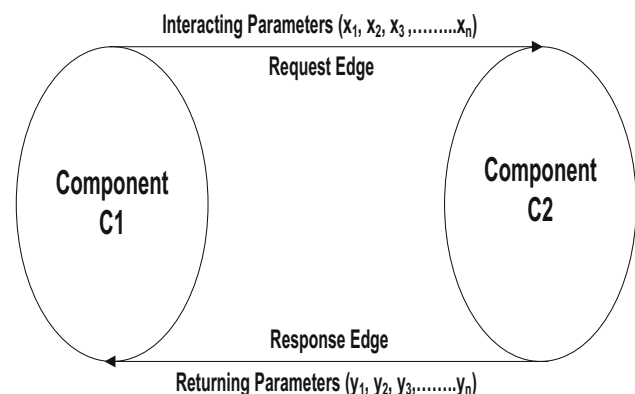 Interacting Parameters (x₁, x₂, x₃ ,……...xₙ)
Request Edge
Component
C1
Component
C2
Response Edge
Returning Parameters (y₁, y₂, y₃,……..yₙ)